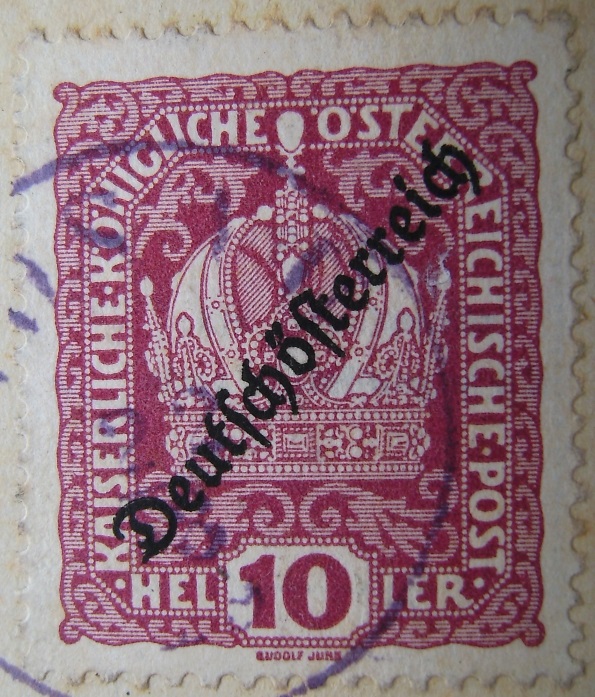 KAISERLICHE·KÖNIGLICHE ÖSTERREICHISCHE·POST
Deutschösterreich
·HELLER·
10
RUDOLF JUNK